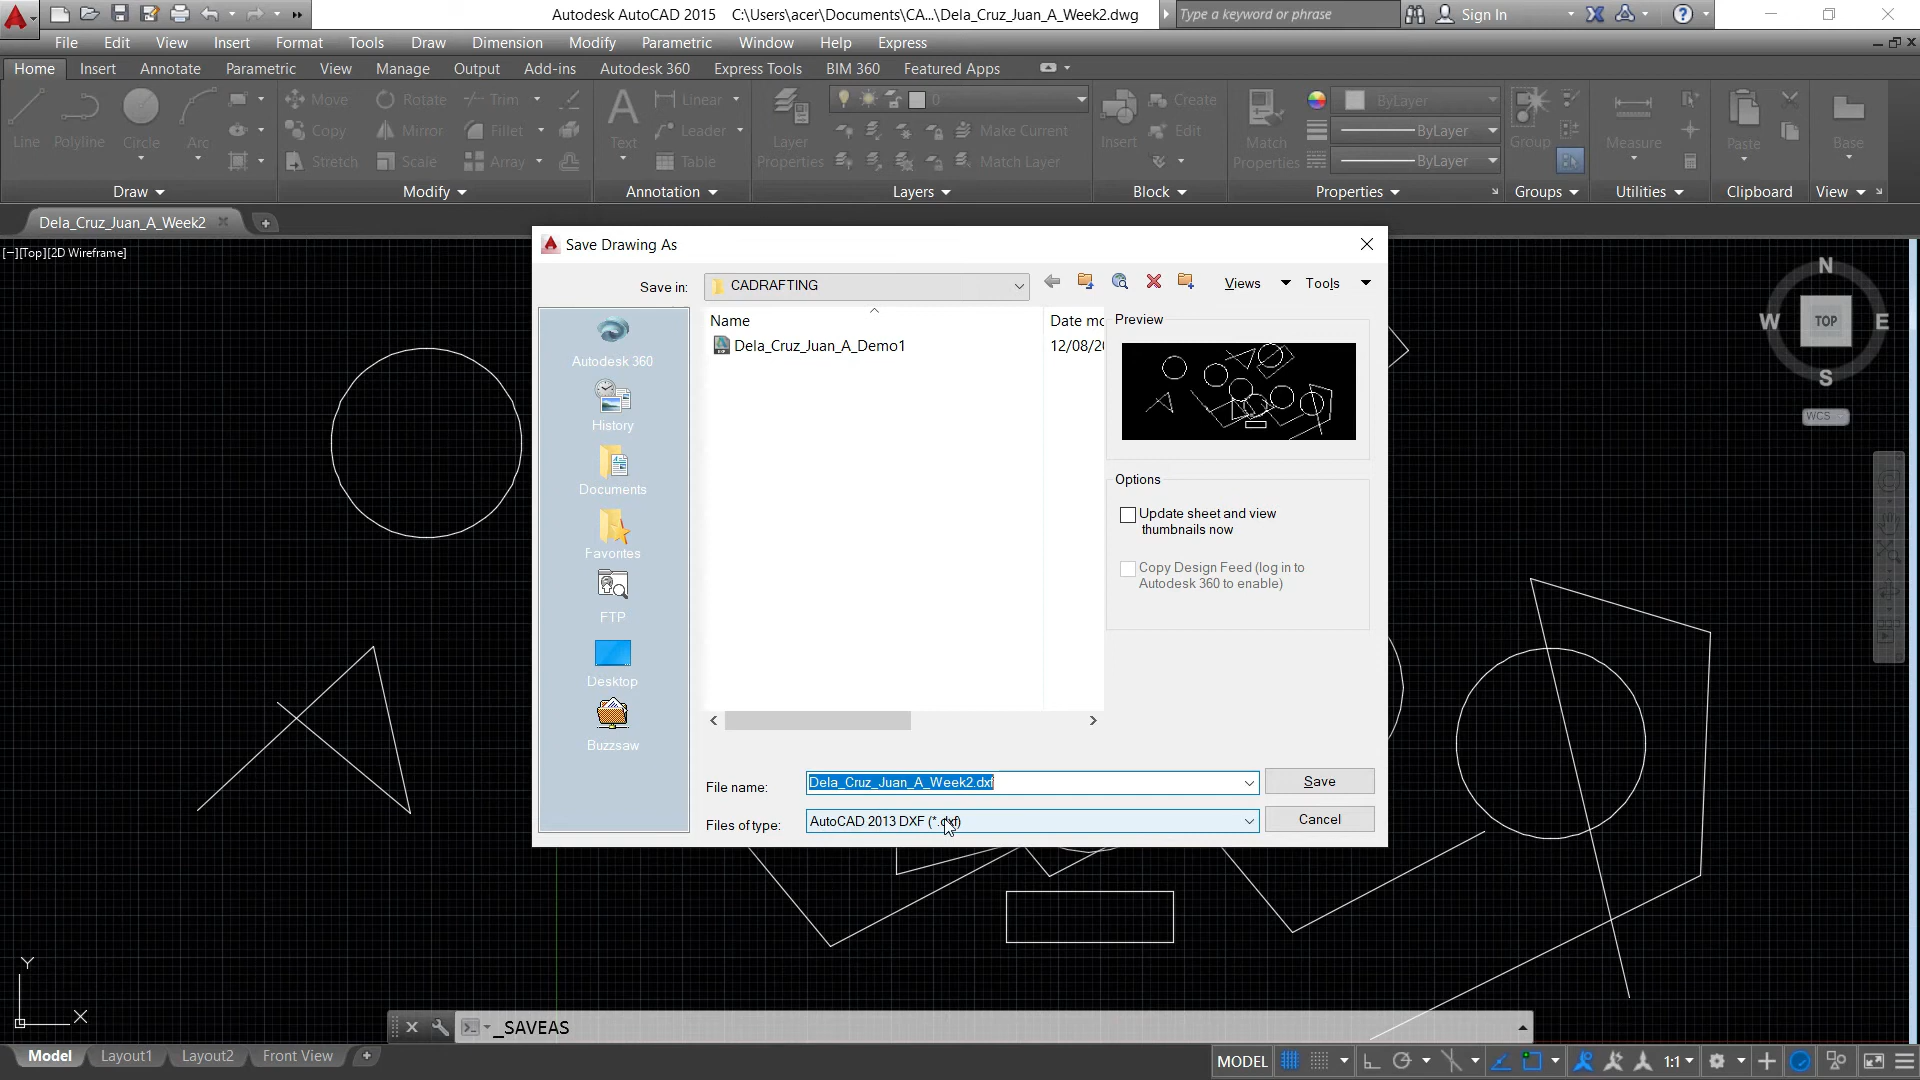 Autodesk AutoCAD 2015 C:\Users\acer\Documents\CA...\Dela_Cruz_Juan_A_Week2.dwg
Type a keyword or phrase
Sign In
File Edit View Insert Format Tools Draw Dimension Modify Parametric Window Help Express
Home Insert Annotate Parametric View Manage Output Add-ins Autodesk 360 Express Tools BIM 360 Featured Apps
Move Rotate Trim Linear 0 Create ByLayer
Copy Mirror Fillet Leader Make Current Edit ByLayer
Line Polyline Circle Arc Text Layer Properties Insert Match Properties Group Measure Paste Base
Stretch Scale Array Table Match Layer ByLayer
Draw Modify Annotation Layers Block Properties Groups Utilities Clipboard View
Dela_Cruz_Juan_A_Week2
[−][Top][2D Wireframe]
Save Drawing As
Save in: CADRAFTING
Views Tools
Name Date mo
Dela_Cruz_Juan_A_Demo1 12/08/20
Preview
Autodesk 360
History
Documents
Favorites
FTP
Desktop
Buzzsaw
Options
Update sheet and view
thumbnails now
Copy Design Feed (log in to
Autodesk 360 to enable)
File name: Dela_Cruz_Juan_A_Week2.dxf
Save
Files of type: AutoCAD 2013 DXF (*.dxf)
Cancel
N
W TOP E
S
WCS
Y
X
_SAVEAS
Model Layout1 Layout2 Front View
MODEL 1:1